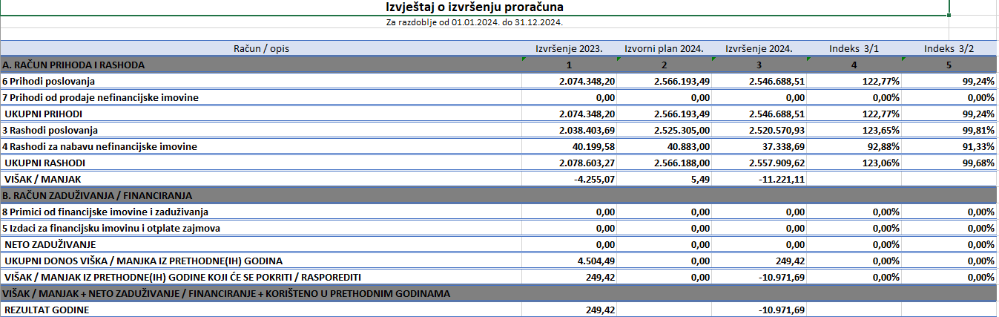 Izvještaj o izvršenju proračuna
Za razdoblje od 01.01.2024. do 31.12.2024.
Račun / opis Izvršenje 2023. Izvorni plan 2024. Izvršenje 2024. Indeks 3/1 Indeks 3/2
A. RAČUN PRIHODA I RASHODA 1 2 3 4 5
6 Prihodi poslovanja 2.074.348,20 2.566.193,49 2.546.688,51 122,77% 99,24%
7 Prihodi od prodaje nefinancijske imovine 0,00 0,00 0,00 0,00% 0,00%
UKUPNI PRIHODI 2.074.348,20 2.566.193,49 2.546.688,51 122,77% 99,24%
3 Rashodi poslovanja 2.038.403,69 2.525.305,00 2.520.570,93 123,65% 99,81%
4 Rashodi za nabavu nefinancijske imovine 40.199,58 40.883,00 37.338,69 92,88% 91,33%
UKUPNI RASHODI 2.078.603,27 2.566.188,00 2.557.909,62 123,06% 99,68%
VIŠAK / MANJAK -4.255,07 5,49 -11.221,11
B. RAČUN ZADUŽIVANJA / FINANCIRANJA
8 Primici od financijske imovine i zaduživanja 0,00 0,00 0,00 0,00% 0,00%
5 Izdaci za financijsku imovinu i otplate zajmova 0,00 0,00 0,00 0,00% 0,00%
NETO ZADUŽIVANJE 0,00 0,00 0,00 0,00% 0,00%
UKUPNI DONOS VIŠKA / MANJKA IZ PRETHODNE(IH) GODINA 4.504,49 0,00 249,42 0,00% 0,00%
VIŠAK / MANJAK IZ PRETHODNE(IH) GODINE KOJI ĆE SE POKRITI / RASPOREDITI 249,42 0,00 -10.971,69 0,00% 0,00%
VIŠAK / MANJAK + NETO ZADUŽIVANJE / FINANCIRANJE + KORIŠTENO U PRETHODNIM GODINAMA
REZULTAT GODINE 249,42 -10.971,69